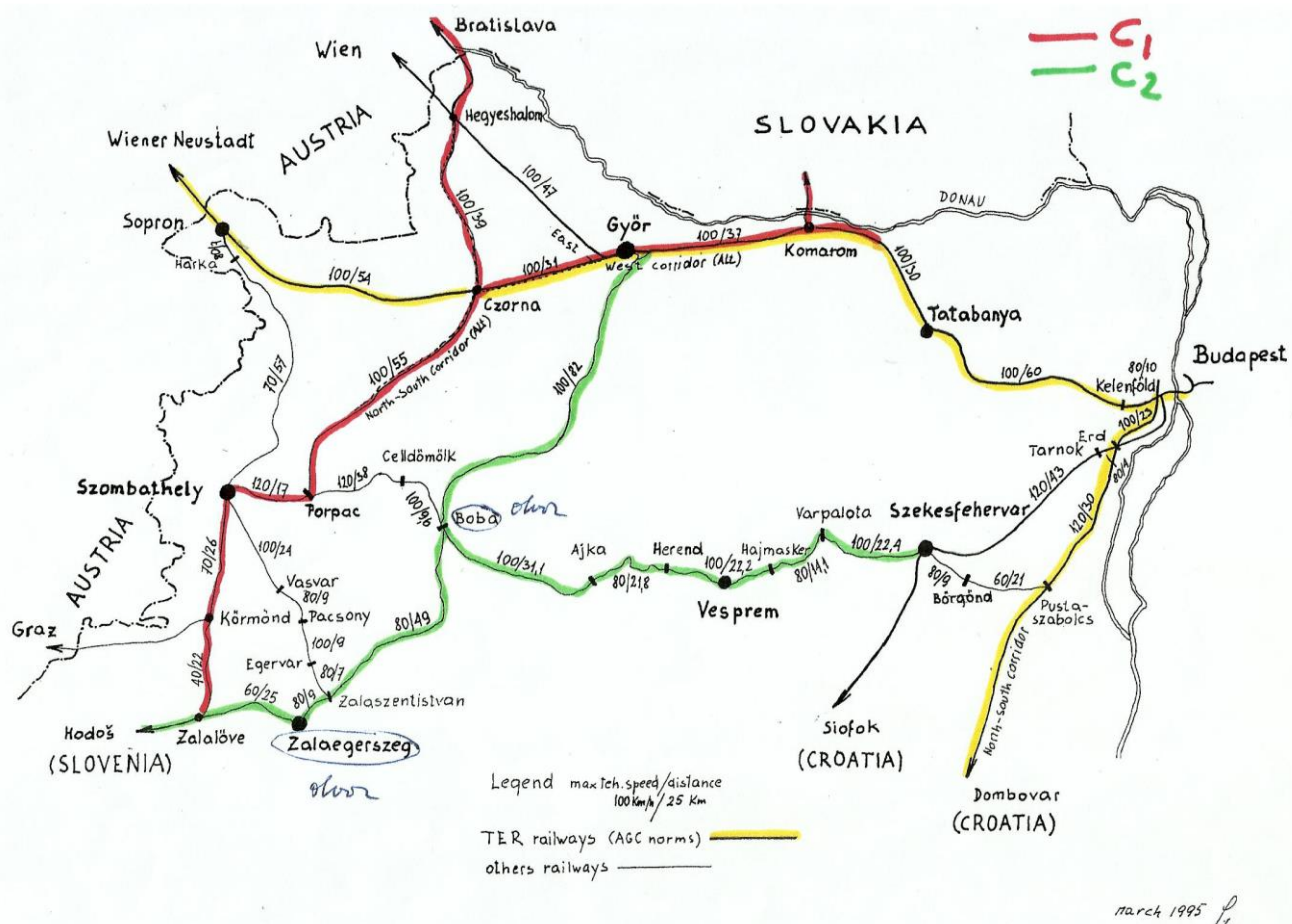 Bratislava
C1
C2
Wien
AUSTRIA
Hegyeshalom
SLOVAKIA
Wiener Neustadt
100/47
100/39
DONAU
Sopron
Harka
100/54
East
Györ
100/31
100/37
West corridor (Alt)
Komarom
100/30
Czorna
Tatabanya
70/57
100/55
North-South Corridor (Alt)
100/82
100/60
80/10
Budapest
Kelenföld
100/23
Erd
Tarnok
80/4
Celldömölk
120/17
120/38
Szombathely
Porpac
100/9,6
Boba
120/43
120/30
Varpalota
Szekesfehervar
100/22,4
AUSTRIA
70/26
100/24
100/31,1
Ajka
Herend
Hajmasker
100/22,2
80/21,8
80/14,1
Vesprem
80/9
60/21
Börgönd
Pusta-
szabolcs
Vasvar
80/9
Pacsony
Graz
Körmönd
80/49
100/9
Egervar
80/7
40/22
60/25
80/9
Zalaszentistvan
North-south corridor
Hodoš
(SLOVENIA)
Zalalöve
Zalaegerszeg
Siofok
(CROATIA)
Dombovar
(CROATIA)
Legend max teh. speed/distance
100 Km/h/ 25 Km
TER railways (AGC norms)
others railways
march 1995